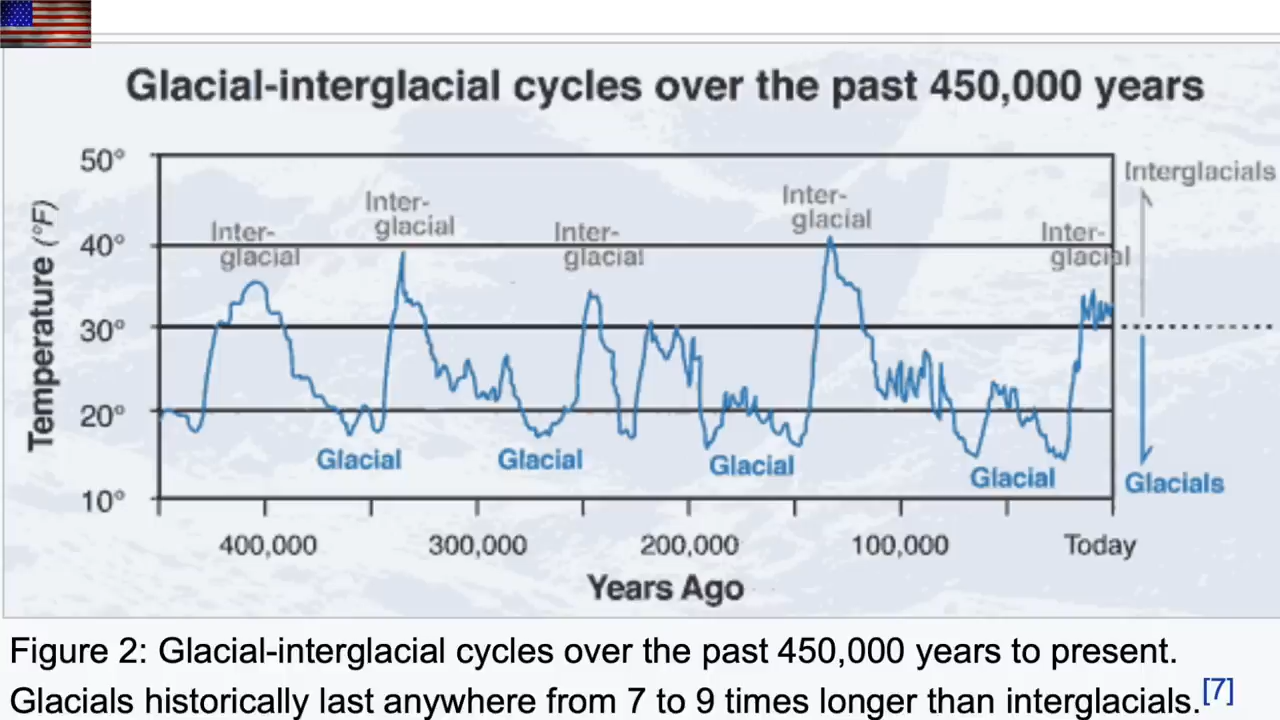 Glacial-interglacial cycles over the past 450,000 years
50°
Interglacials
Inter-
glacial
Inter-
glacial
Inter-
glacial
Inter-
glacial
Inter-
glacial
40°
30°
20°
10°
Temperature (°F)
Glacial
Glacial
Glacial
Glacial
Glacials
400,000
300,000
200,000
100,000
Today
Years Ago
Figure 2: Glacial-interglacial cycles over the past 450,000 years to present.
Glacials historically last anywhere from 7 to 9 times longer than interglacials.[7]